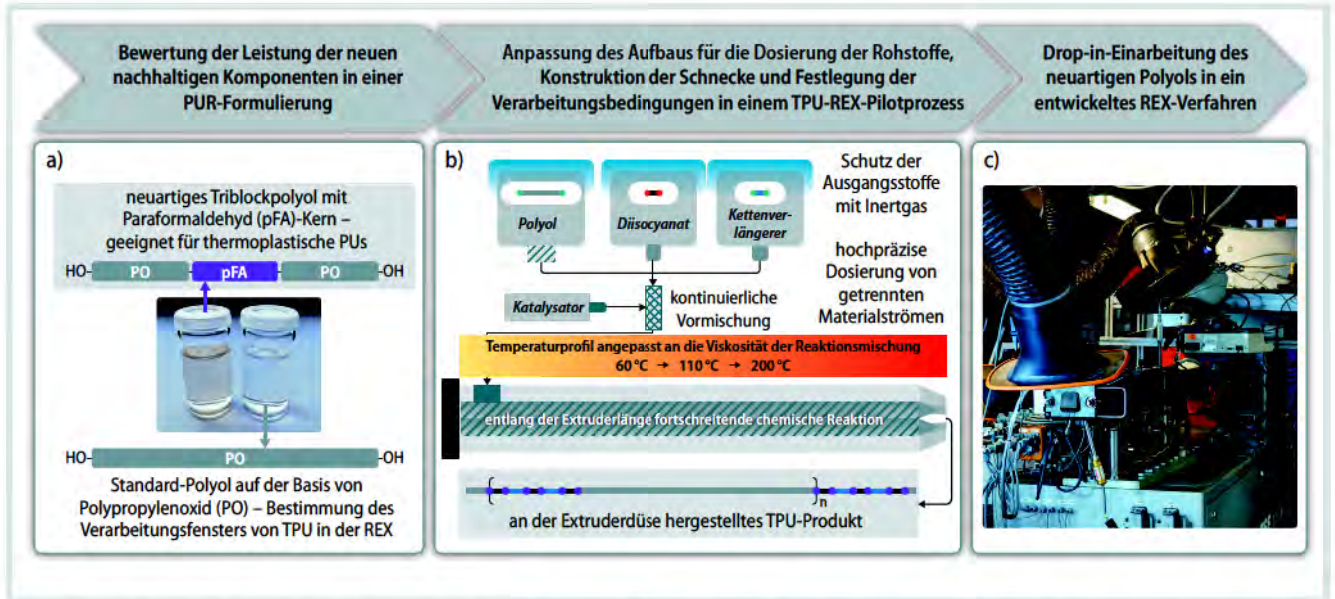 Bewertung der Leistung der neuen
nachhaltigen Komponenten in einer
PUR-Formulierung
Anpassung des Aufbaus für die Dosierung der Rohstoffe,
Konstruktion der Schnecke und Festlegung der
Verarbeitungsbedingungen in einem TPU-REX-Pilotprozess
Drop-in-Einarbeitung des
neuartigen Polyols in ein
entwickeltes REX-Verfahren
a)
neuartiges Triblockpolyol mit
Paraformaldehyd (pFA)-Kern –
geeignet für thermoplastische PUs
HO- PO pFA PO -OH
HO- PO -OH
Standard-Polyol auf der Basis von
Polypropylenoxid (PO) – Bestimmung des
Verarbeitungsfensters von TPU in der REX
b)
Polyol
Diisocyanat
Kettenver-
längerer
Schutz der
Ausgangsstoffe
mit Inertgas
hochpräzise
Dosierung von
getrennten
Materialströmen
Katalysator
kontinuierliche
Vormischung
Temperaturprofil angepasst an die Viskosität der Reaktionsmischung
60 °C → 110 °C → 200 °C
entlang der Extruderlänge fortschreitende chemische Reaktion
n
an der Extruderdüse hergestelltes TPU-Produkt
c)